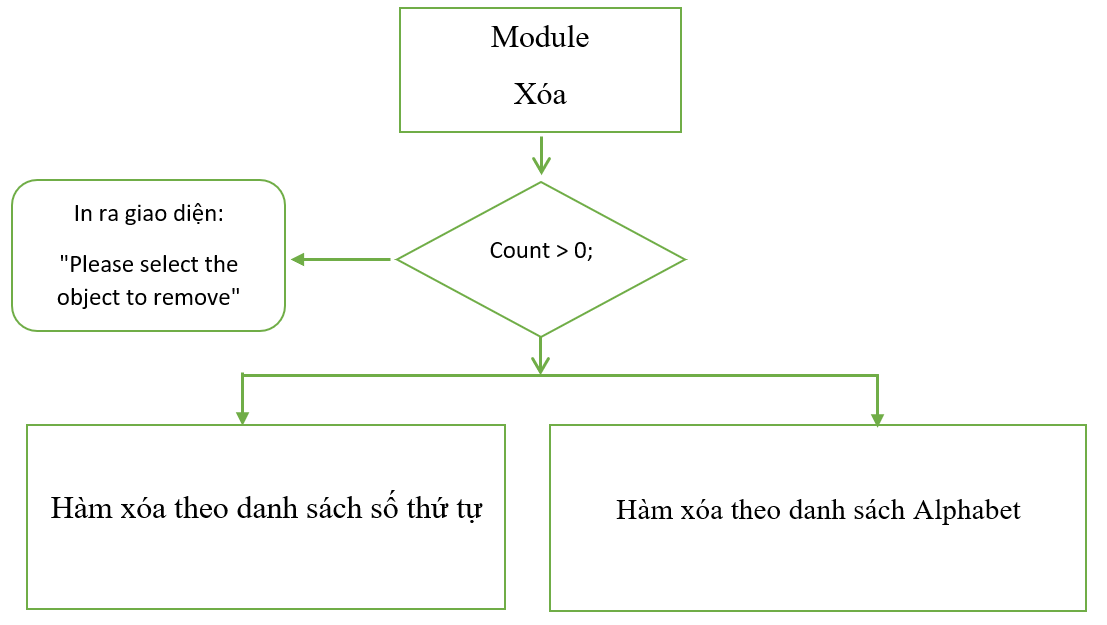 Module
Xóa
In ra giao diện:
"Please select the
object to remove"
Count > 0;
Hàm xóa theo danh sách số thứ tự
Hàm xóa theo danh sách Alphabet